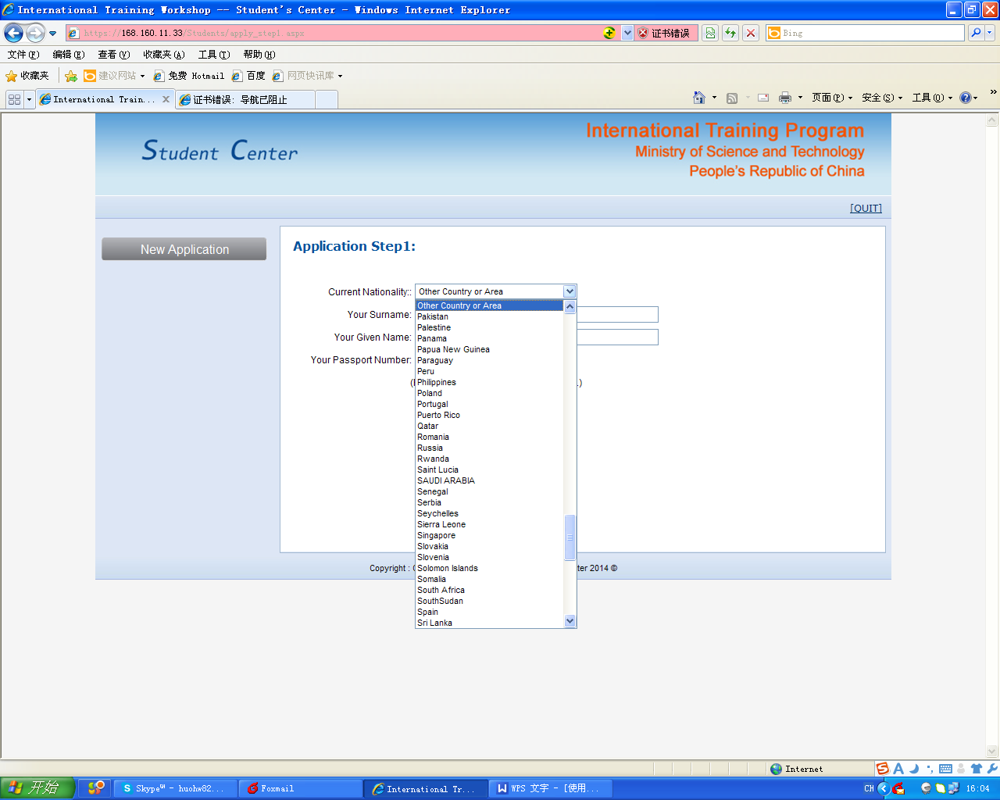 International Training Workshop -- Student's Center - Windows Internet Explorer
https://168.160.11.33/Students/apply_step1.aspx
证书错误
Bing
文件(F) 编辑(E) 查看(V) 收藏夹(A) 工具(T) 帮助(H)
收藏夹 建议网站 免费 Hotmail 百度 网页快讯库
International Train... X 证书错误: 导航已阻止
页面(P) 安全(S) 工具(O) »
Student Center
International Training Program
Ministry of Science and Technology
People's Republic of China
[QUIT]
New Application
Application Step1:
Current Nationality:: Other Country or Area
Your Surname:
Your Given Name:
Your Passport Number:
( .)
Other Country or Area
Pakistan
Palestine
Panama
Papua New Guinea
Paraguay
Peru
Philippines
Poland
Portugal
Puerto Rico
Qatar
Romania
Russia
Rwanda
Saint Lucia
SAUDI ARABIA
Senegal
Serbia
Seychelles
Sierra Leone
Singapore
Slovakia
Slovenia
Solomon Islands
Somalia
South Africa
SouthSudan
Spain
Sri Lanka
Copyright : ter 2014 ©
Internet
开始 Skype™ - huohw82... Foxmail International Tr... WPS 文字 - [使用... CH 16:04